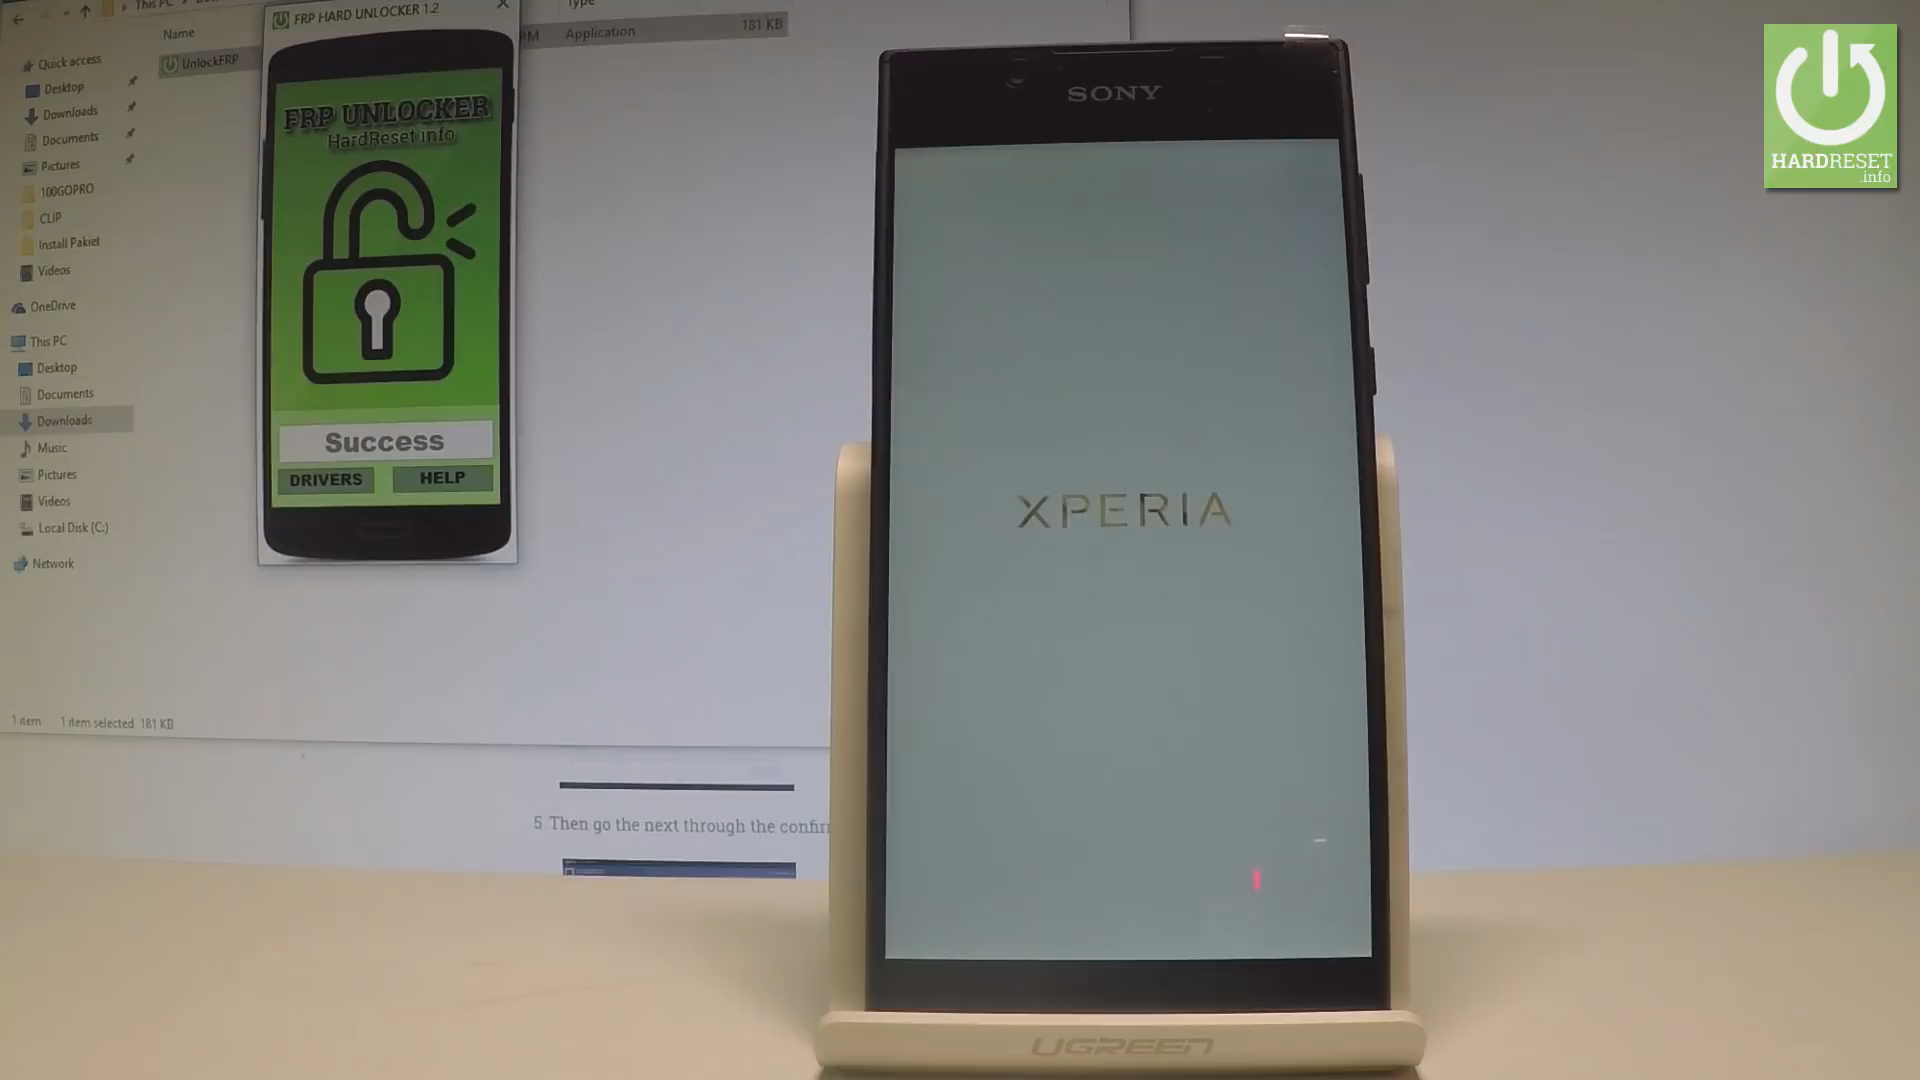 This PC
Name
Type
PM Application 181 KB
UnlockFRP
Quick access
Desktop
Downloads
Documents
Pictures
100GOPRO
CLIP
Install Pakiet
Videos
OneDrive
This PC
Desktop
Documents
Downloads
Music
Pictures
Videos
Local Disk (C:)
Network
1 item 1 item selected 181 KB
FRP HARD UNLOCKER 1.2
FRP UNLOCKER
HardReset info
Success
DRIVERS HELP
5 Then go the next through the confir
SONY
XPERIA
UGREEN
HARDRESET
.info